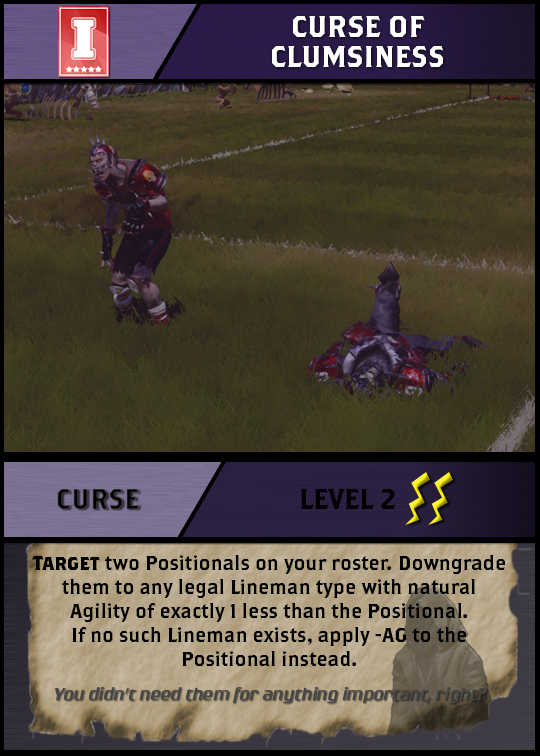 I
CURSE OF
CLUMSINESS
CURSE
LEVEL 2
TARGET two Positionals on your roster. Downgrade
them to any legal Lineman type with natural
Agility of exactly 1 less than the Positional.
If no such Lineman exists, apply -AG to the
Positional instead.
You didn't need them for anything important, right?